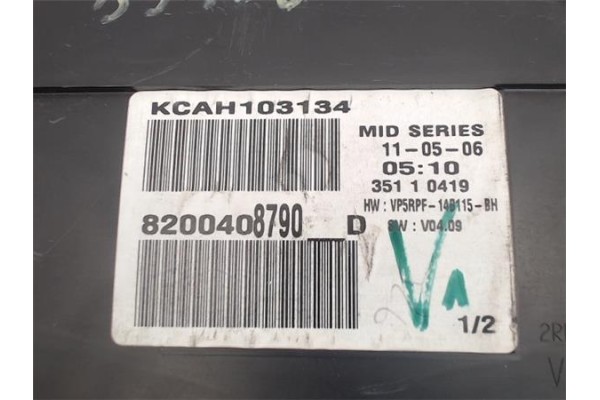 KCAH103134
MID SERIES
11-05-06
05:10
351 1 0419
HW : VP5RPF-14B115-BH
SW : V04.09
8200408790__D
1/2